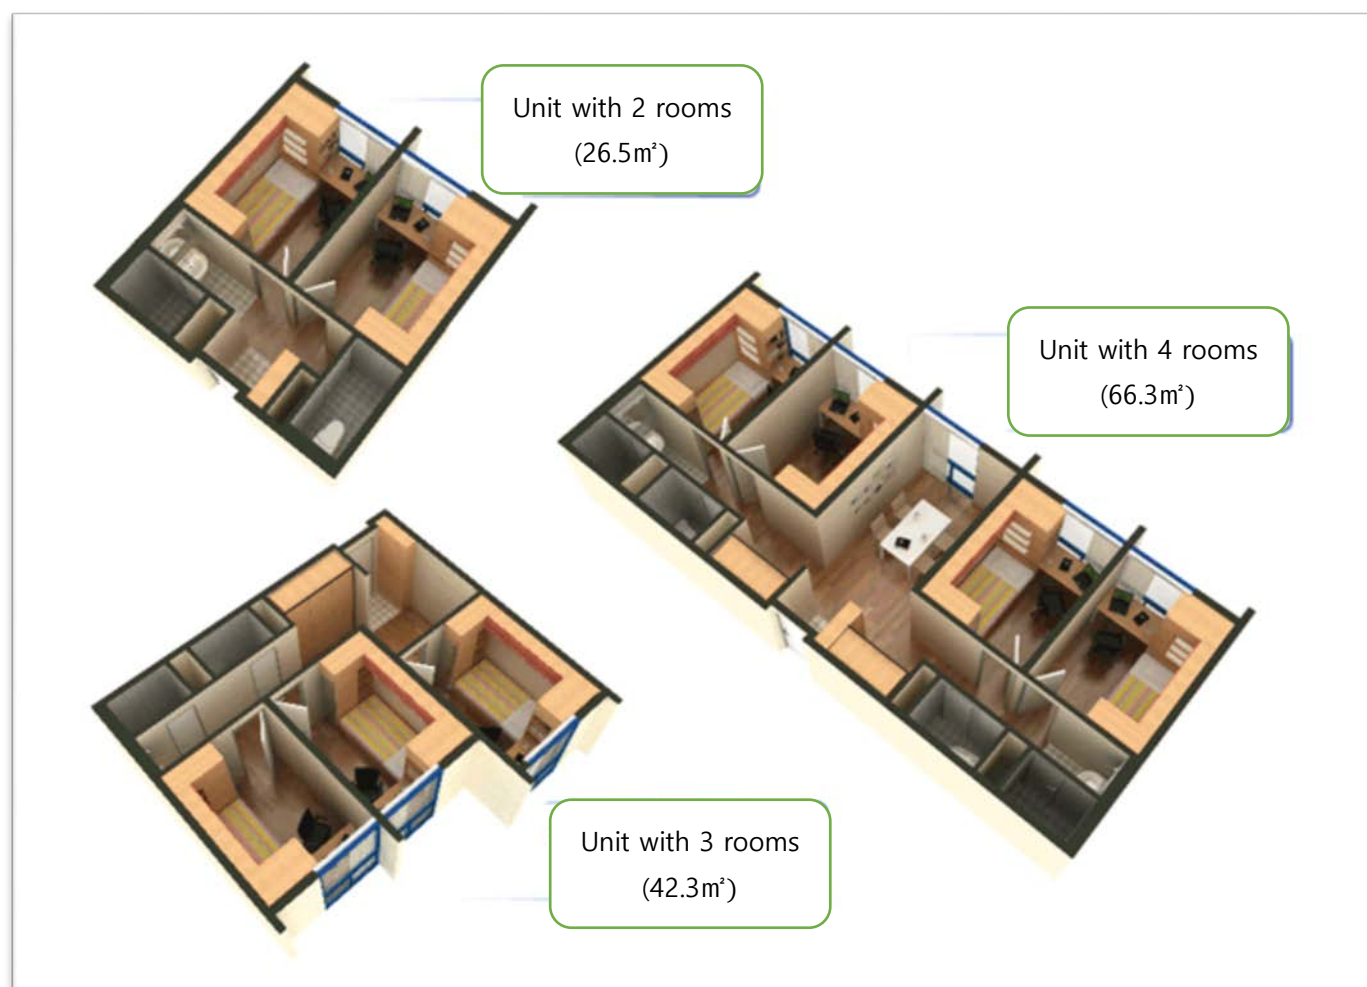 Unit with 2 rooms
(26.5㎡)
Unit with 4 rooms
(66.3㎡)
Unit with 3 rooms
(42.3㎡)